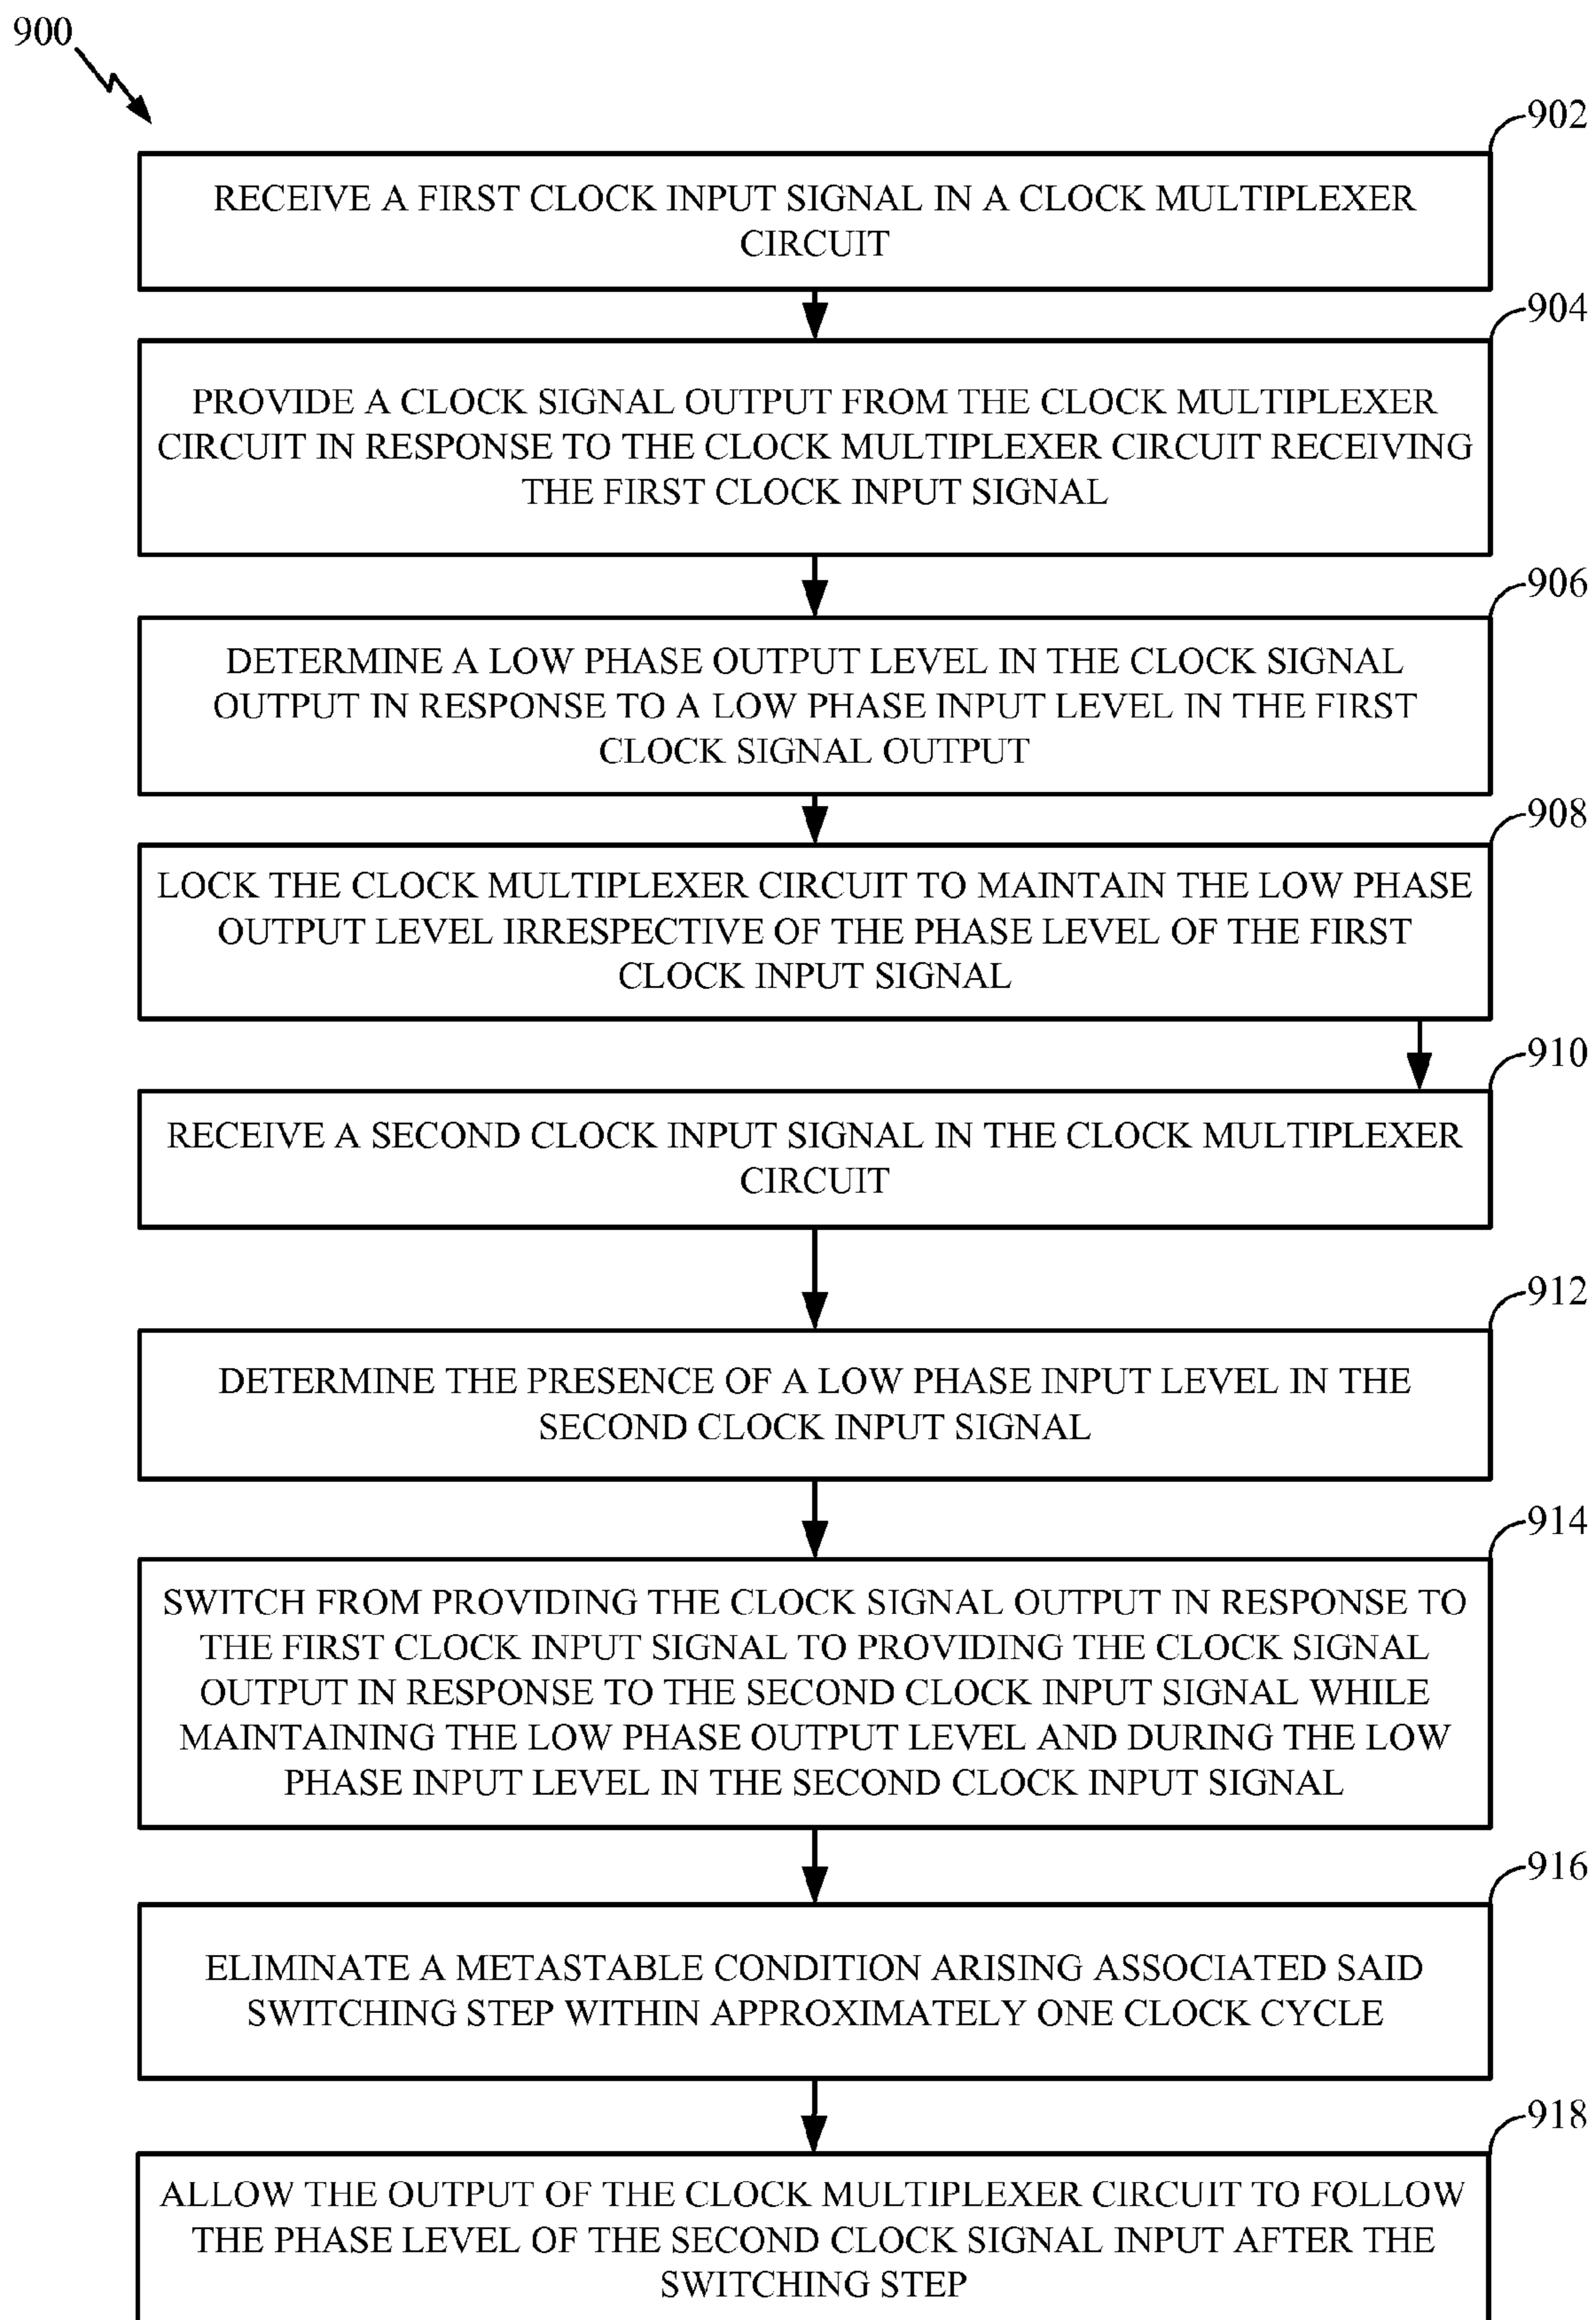 900
902
RECEIVE A FIRST CLOCK INPUT SIGNAL IN A CLOCK MULTIPLEXER
CIRCUIT
904
PROVIDE A CLOCK SIGNAL OUTPUT FROM THE CLOCK MULTIPLEXER
CIRCUIT IN RESPONSE TO THE CLOCK MULTIPLEXER CIRCUIT RECEIVING
THE FIRST CLOCK INPUT SIGNAL
906
DETERMINE A LOW PHASE OUTPUT LEVEL IN THE CLOCK SIGNAL
OUTPUT IN RESPONSE TO A LOW PHASE INPUT LEVEL IN THE FIRST
CLOCK SIGNAL OUTPUT
908
LOCK THE CLOCK MULTIPLEXER CIRCUIT TO MAINTAIN THE LOW PHASE
OUTPUT LEVEL IRRESPECTIVE OF THE PHASE LEVEL OF THE FIRST
CLOCK INPUT SIGNAL
910
RECEIVE A SECOND CLOCK INPUT SIGNAL IN THE CLOCK MULTIPLEXER
CIRCUIT
912
DETERMINE THE PRESENCE OF A LOW PHASE INPUT LEVEL IN THE
SECOND CLOCK INPUT SIGNAL
914
SWITCH FROM PROVIDING THE CLOCK SIGNAL OUTPUT IN RESPONSE TO
THE FIRST CLOCK INPUT SIGNAL TO PROVIDING THE CLOCK SIGNAL
OUTPUT IN RESPONSE TO THE SECOND CLOCK INPUT SIGNAL WHILE
MAINTAINING THE LOW PHASE OUTPUT LEVEL AND DURING THE LOW
PHASE INPUT LEVEL IN THE SECOND CLOCK INPUT SIGNAL
916
ELIMINATE A METASTABLE CONDITION ARISING ASSOCIATED SAID
SWITCHING STEP WITHIN APPROXIMATELY ONE CLOCK CYCLE
918
ALLOW THE OUTPUT OF THE CLOCK MULTIPLEXER CIRCUIT TO FOLLOW
THE PHASE LEVEL OF THE SECOND CLOCK SIGNAL INPUT AFTER THE
SWITCHING STEP